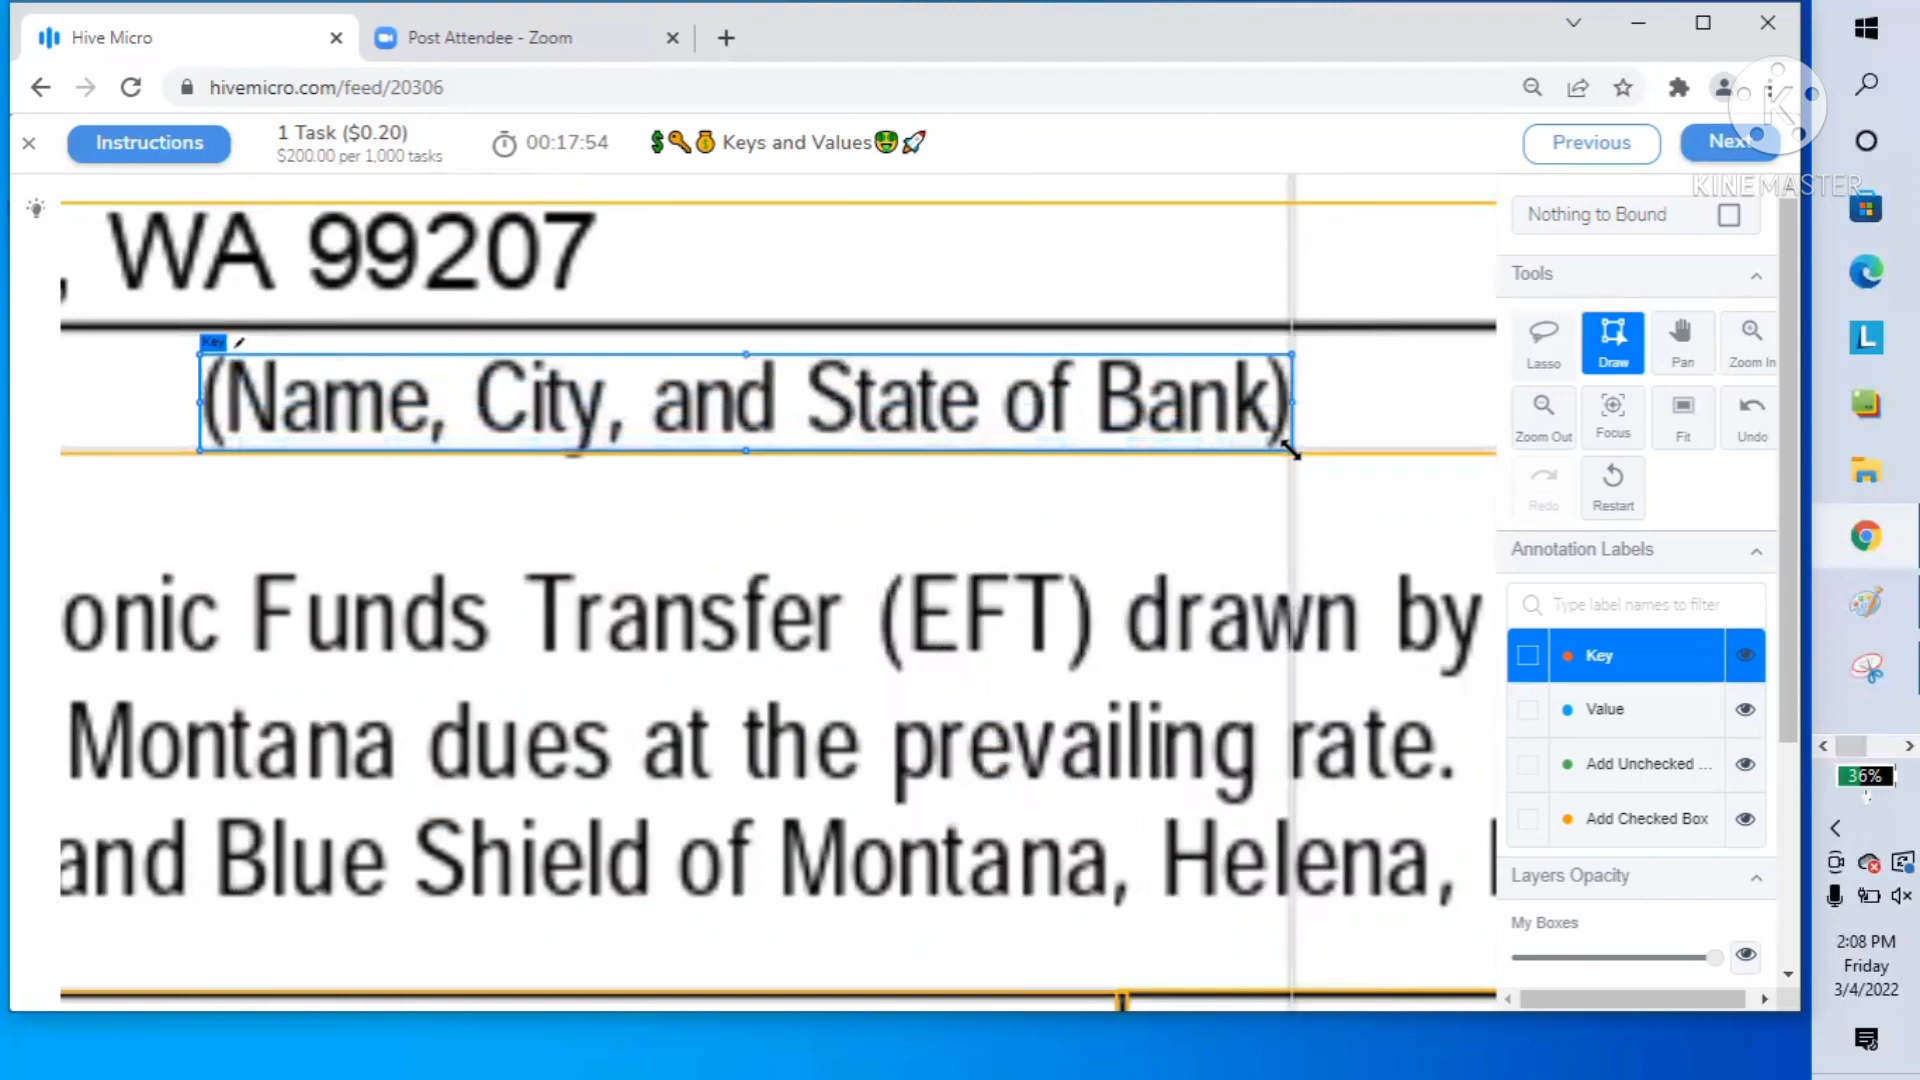 Hive Micro
Post Attendee - Zoom
hivemicro.com/feed/20306
Instructions
1 Task ($0.20)
$200.00 per 1,000 tasks
00:17:54
Keys and Values
Previous
Next
KINEMASTER
Nothing to Bound
Tools
Lasso
Draw
Pan
Zoom In
Zoom Out
Focus
Fit
Undo
Redo
Restart
Annotation Labels
Type label names to filter
Key
Value
Add Unchecked ...
Add Checked Box
Layers Opacity
My Boxes
, WA 99207
Key
(Name, City, and State of Bank)
onic Funds Transfer (EFT) drawn by
Montana dues at the prevailing rate.
and Blue Shield of Montana, Helena,
36%
2:08 PM
Friday
3/4/2022